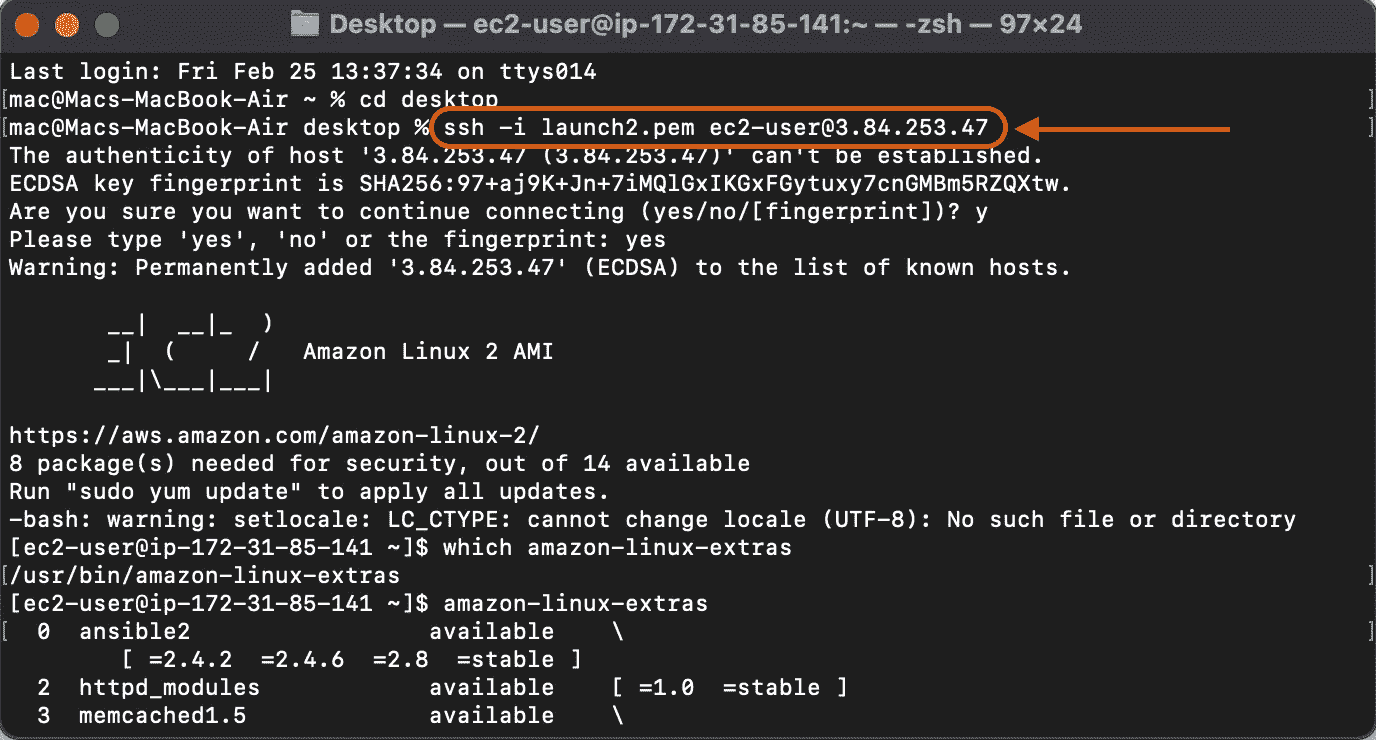 Desktop — ec2-user@ip-172-31-85-141:~ — -zsh — 97×24
Last login: Fri Feb 25 13:37:34 on ttys014
[mac@Macs-MacBook-Air ~ % cd desktop ]
[mac@Macs-MacBook-Air desktop % ssh -i launch2.pem ec2-user@3.84.253.47 ]
The authenticity of host '3.84.253.47 (3.84.253.47)' can't be established.
ECDSA key fingerprint is SHA256:97+aj9K+Jn+7iMQlGxIKGxFGytuxy7cnGMBm5RZQXtw.
Are you sure you want to continue connecting (yes/no/[fingerprint])? y
Please type 'yes', 'no' or the fingerprint: yes
Warning: Permanently added '3.84.253.47' (ECDSA) to the list of known hosts.
       __|  __|_  )
       _|  (     /   Amazon Linux 2 AMI
      ___|\___|___|
https://aws.amazon.com/amazon-linux-2/
8 package(s) needed for security, out of 14 available
Run "sudo yum update" to apply all updates.
-bash: warning: setlocale: LC_CTYPE: cannot change locale (UTF-8): No such file or directory
[ec2-user@ip-172-31-85-141 ~]$ which amazon-linux-extras
[/usr/bin/amazon-linux-extras ]
[ec2-user@ip-172-31-85-141 ~]$ amazon-linux-extras
[  0  ansible2                 available    \ ]
        [ =2.4.2  =2.4.6  =2.8  =stable ]
  2  httpd_modules            available    [ =1.0  =stable ]
  3  memcached1.5             available    \